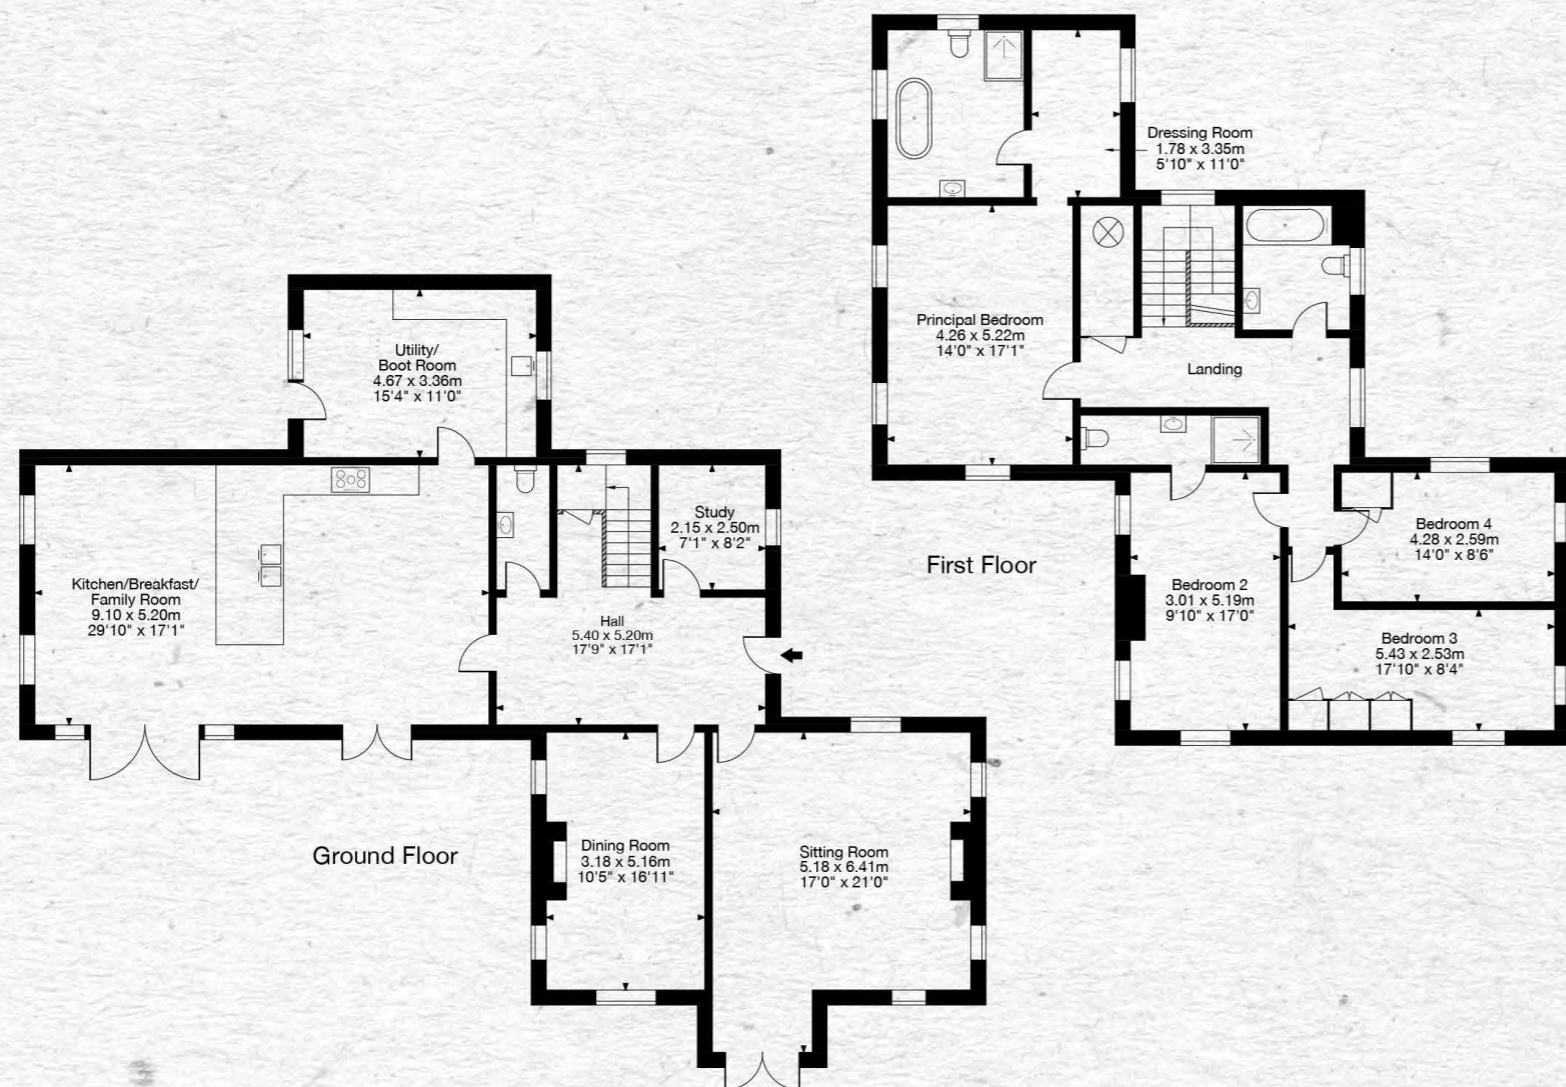 Dressing Room
1.78 x 3.35m
5'10" x 11'0"
Principal Bedroom
4.26 x 5.22m
14'0" x 17'1"
Landing
Utility/
Boot Room
4.67 x 3.36m
15'4" x 11'0"
Study
2.15 x 2.50m
7'1" x 8'2"
First Floor
Bedroom 4
4.28 x 2.59m
14'0" x 8'6"
Kitchen/Breakfast/
Family Room
9.10 x 5.20m
29'10" x 17'1"
Hall
5.40 x 5.20m
17'9" x 17'1"
Bedroom 2
3.01 x 5.19m
9'10" x 17'0"
Bedroom 3
5.43 x 2.53m
17'10" x 8'4"
Ground Floor
Dining Room
3.18 x 5.16m
10'5" x 16'11"
Sitting Room
5.18 x 6.41m
17'0" x 21'0"